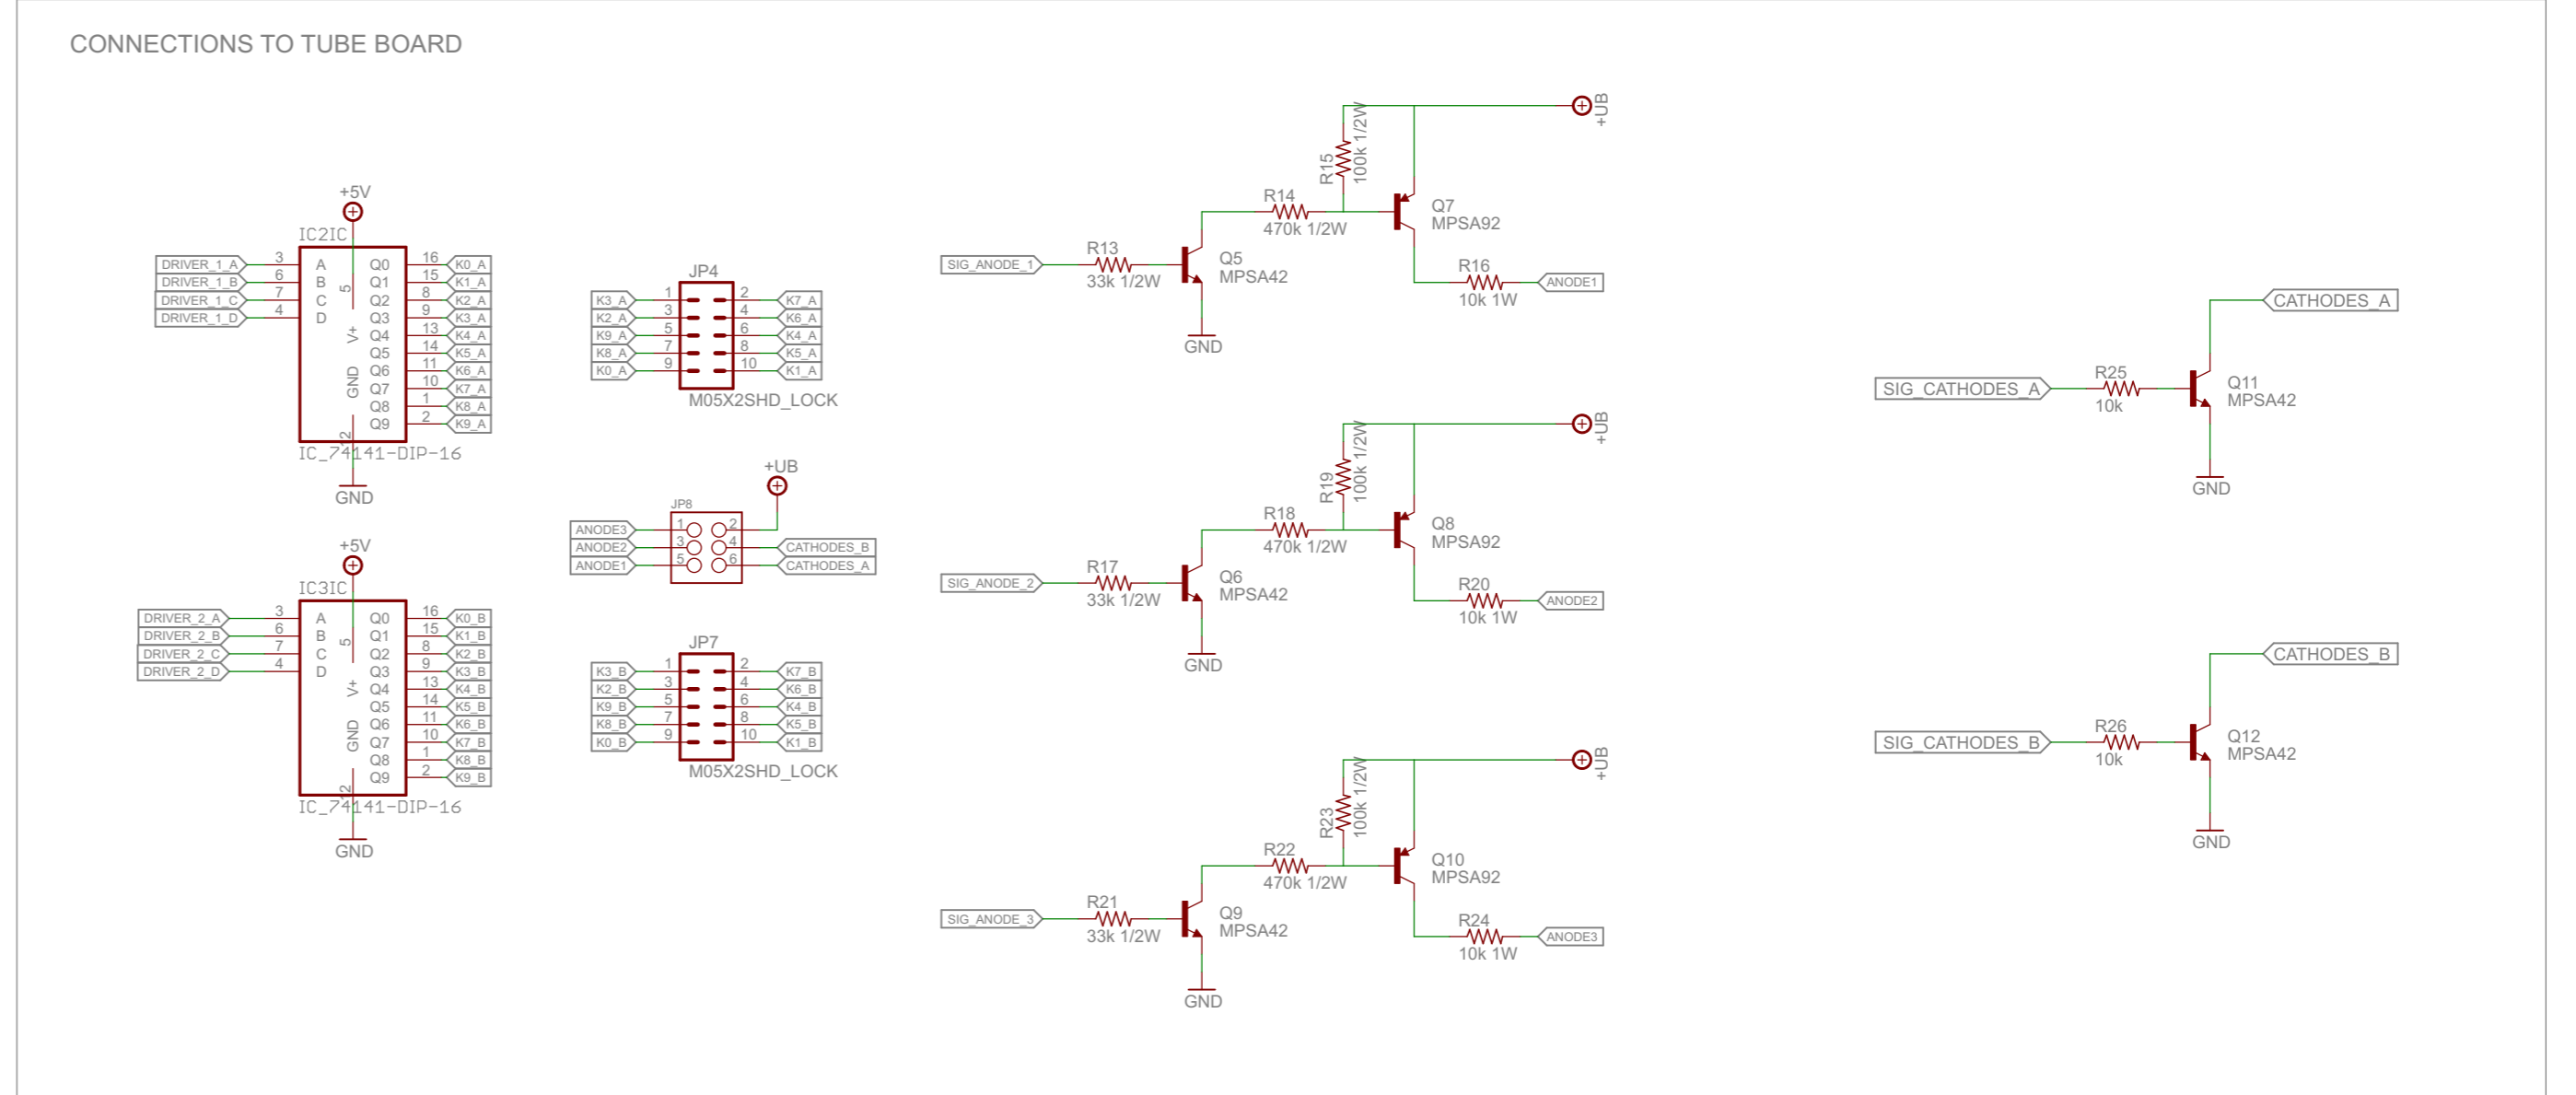 CONNECTIONS TO TUBE BOARD
+5V
IC2IC
DRIVER_1_A 3 A Q0 16 K0_A
DRIVER_1_B 6 B Q1 15 K1_A
DRIVER_1_C 7 C Q2 8 K2_A
DRIVER_1_D 4 D Q3 9 K3_A
Q4 13 K4_A
Q5 14 K5_A
Q6 11 K6_A
Q7 10 K7_A
Q8 1 K8_A
Q9 2 K9_A
5
V+
GND
12
IC_74141-DIP-16
GND
+5V
IC3IC
DRIVER_2_A 3 A Q0 16 K0_B
DRIVER_2_B 6 B Q1 15 K1_B
DRIVER_2_C 7 C Q2 8 K2_B
DRIVER_2_D 4 D Q3 9 K3_B
Q4 13 K4_B
Q5 14 K5_B
Q6 11 K6_B
Q7 10 K7_B
Q8 1 K8_B
Q9 2 K9_B
5
V+
GND
12
IC_74141-DIP-16
GND
JP4
K3_A 1 2 K7_A
K2_A 3 4 K6_A
K9_A 5 6 K4_A
K8_A 7 8 K5_A
K0_A 9 10 K1_A
M05X2SHD_LOCK
+UB
JP8
ANODE3 1 2
ANODE2 3 4 CATHODES_B
ANODE1 5 6 CATHODES_A
JP7
K3_B 1 2 K7_B
K2_B 3 4 K6_B
K9_B 5 6 K4_B
K8_B 7 8 K5_B
K0_B 9 10 K1_B
M05X2SHD_LOCK
+UB
R15
100k 1/2W
R14
470k 1/2W
Q7
MPSA92
SIG_ANODE_1
R13
33k 1/2W
Q5
MPSA42
R16
10k 1W
ANODE1
GND
+UB
R19
100k 1/2W
R18
470k 1/2W
Q8
MPSA92
SIG_ANODE_2
R17
33k 1/2W
Q6
MPSA42
R20
10k 1W
ANODE2
GND
+UB
R23
100k 1/2W
R22
470k 1/2W
Q10
MPSA92
SIG_ANODE_3
R21
33k 1/2W
Q9
MPSA42
R24
10k 1W
ANODE3
GND
CATHODES_A
SIG_CATHODES_A
R25
10k
Q11
MPSA42
GND
CATHODES_B
SIG_CATHODES_B
R26
10k
Q12
MPSA42
GND